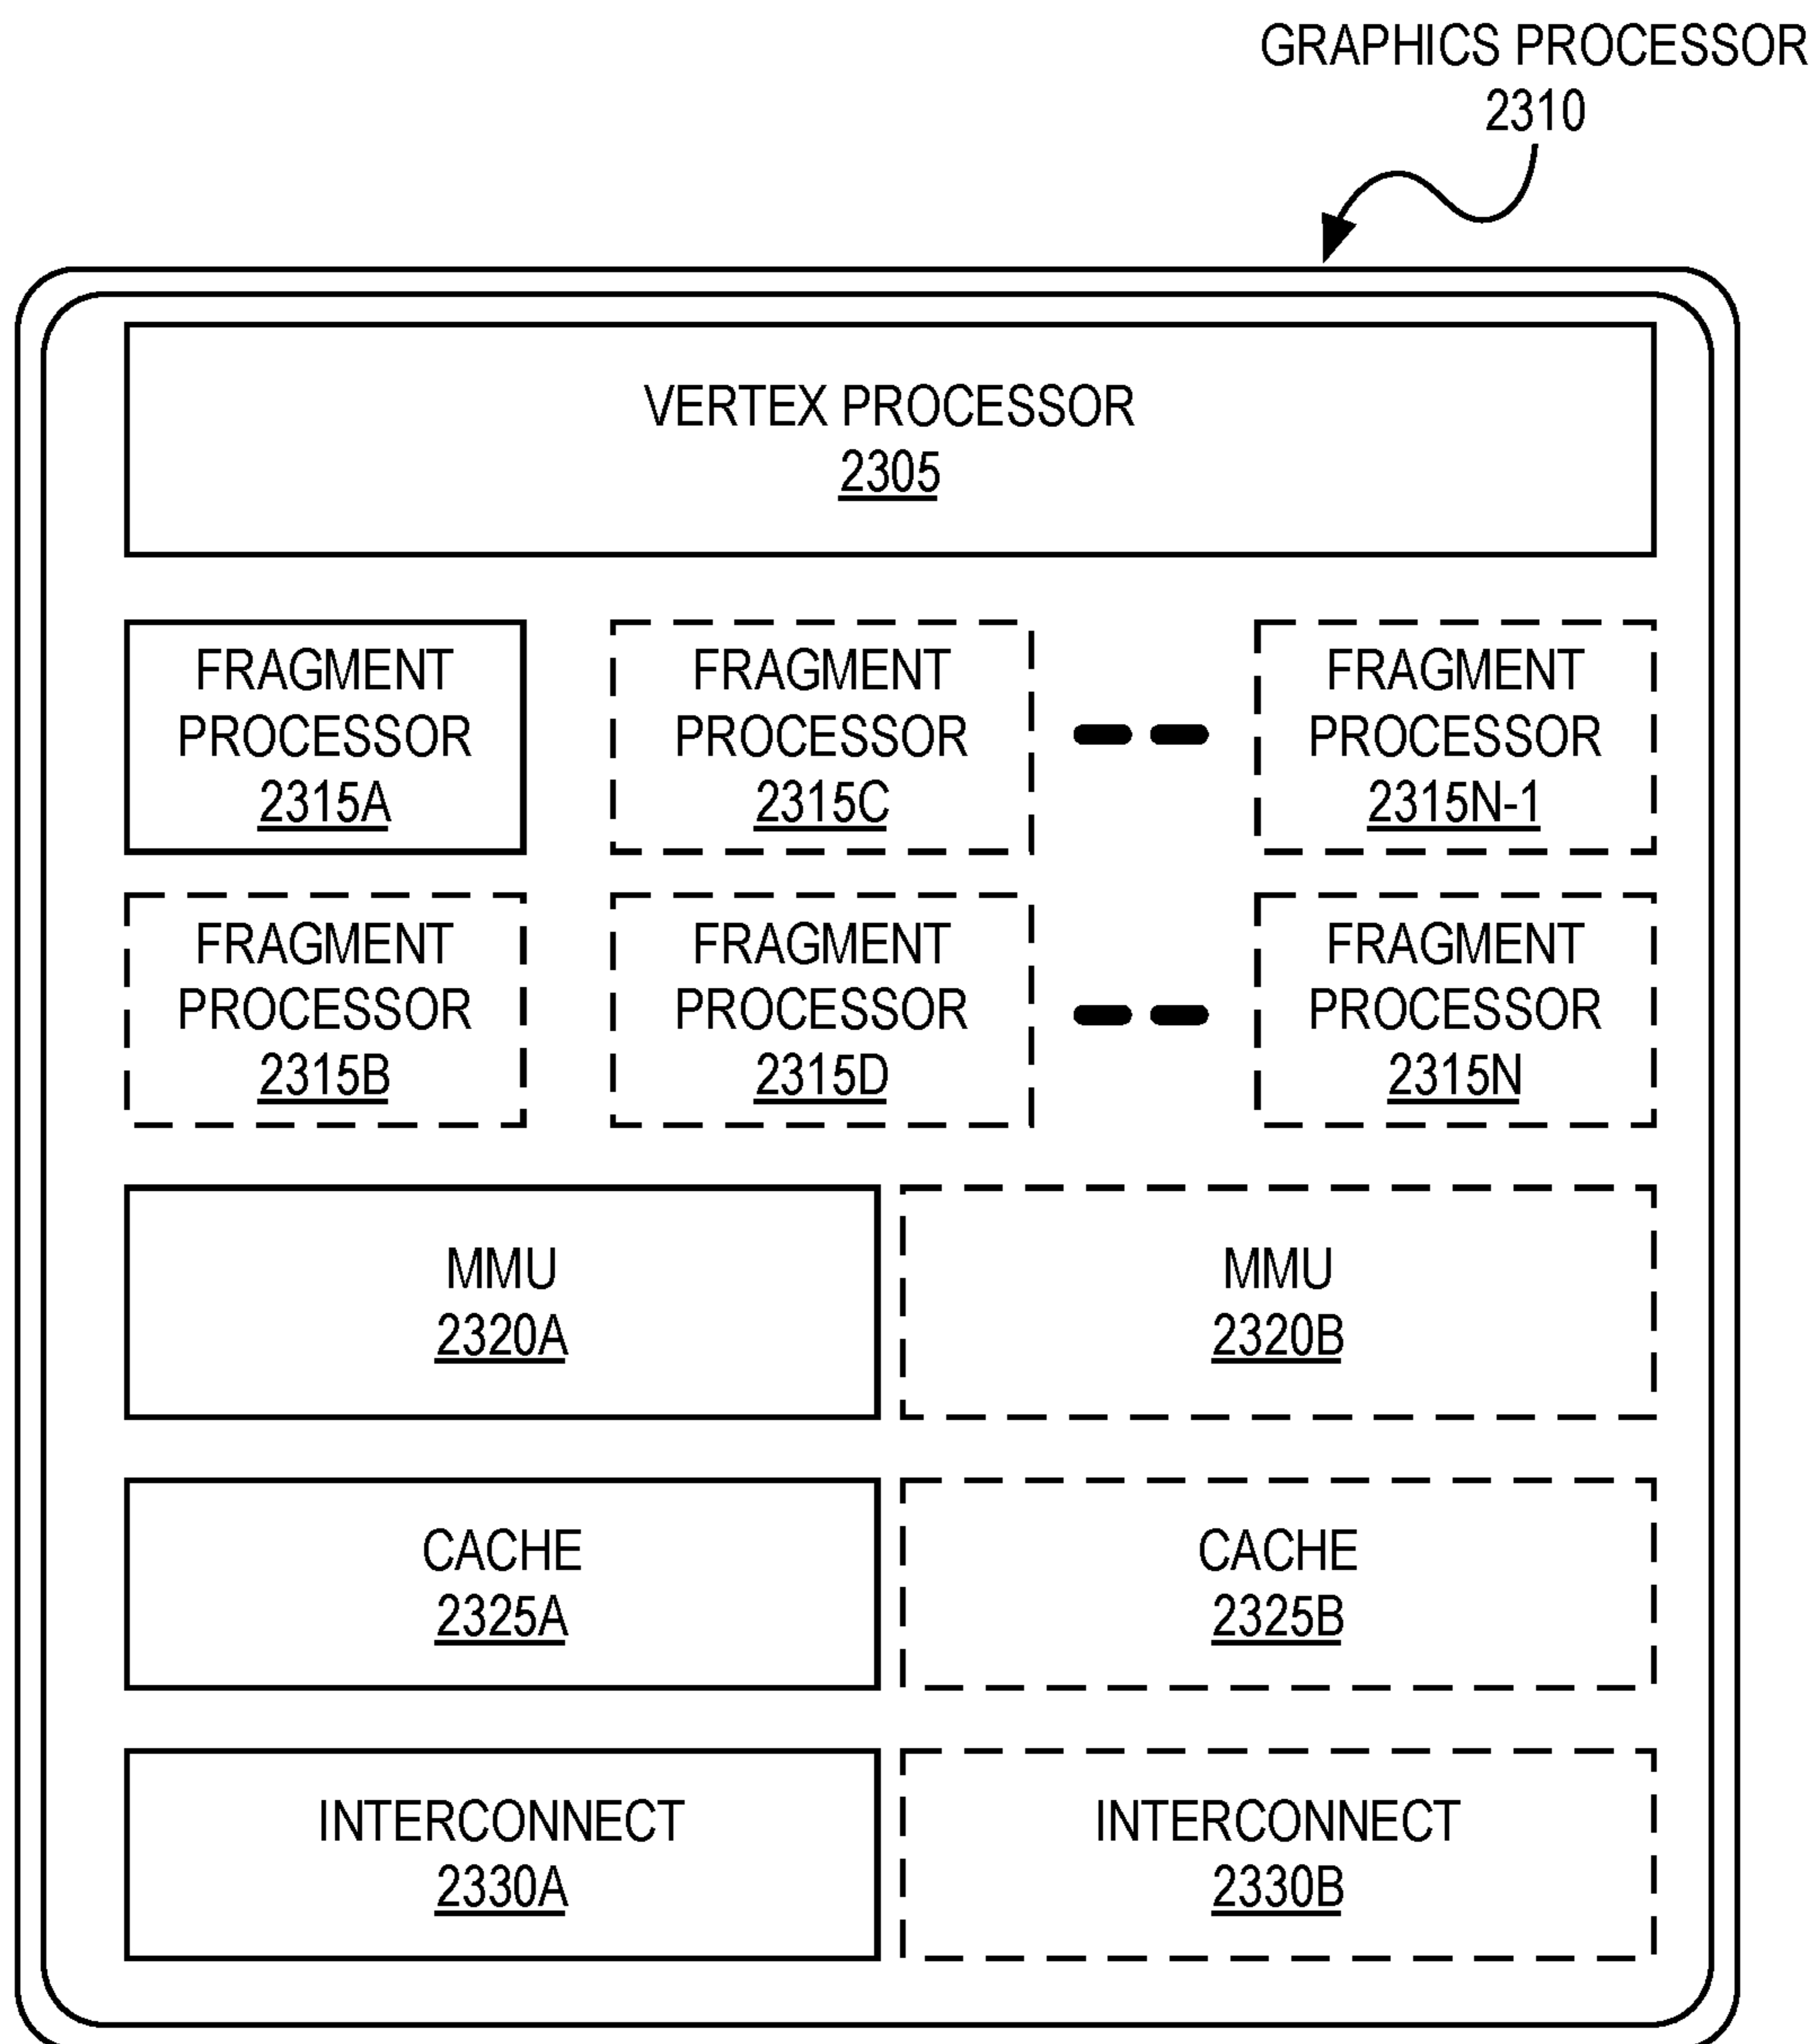 GRAPHICS PROCESSOR
2310
VERTEX PROCESSOR
2305
FRAGMENT
PROCESSOR
2315A
FRAGMENT
PROCESSOR
2315C
FRAGMENT
PROCESSOR
2315N-1
FRAGMENT
PROCESSOR
2315B
FRAGMENT
PROCESSOR
2315D
FRAGMENT
PROCESSOR
2315N
MMU
2320A
MMU
2320B
CACHE
2325A
CACHE
2325B
INTERCONNECT
2330A
INTERCONNECT
2330B